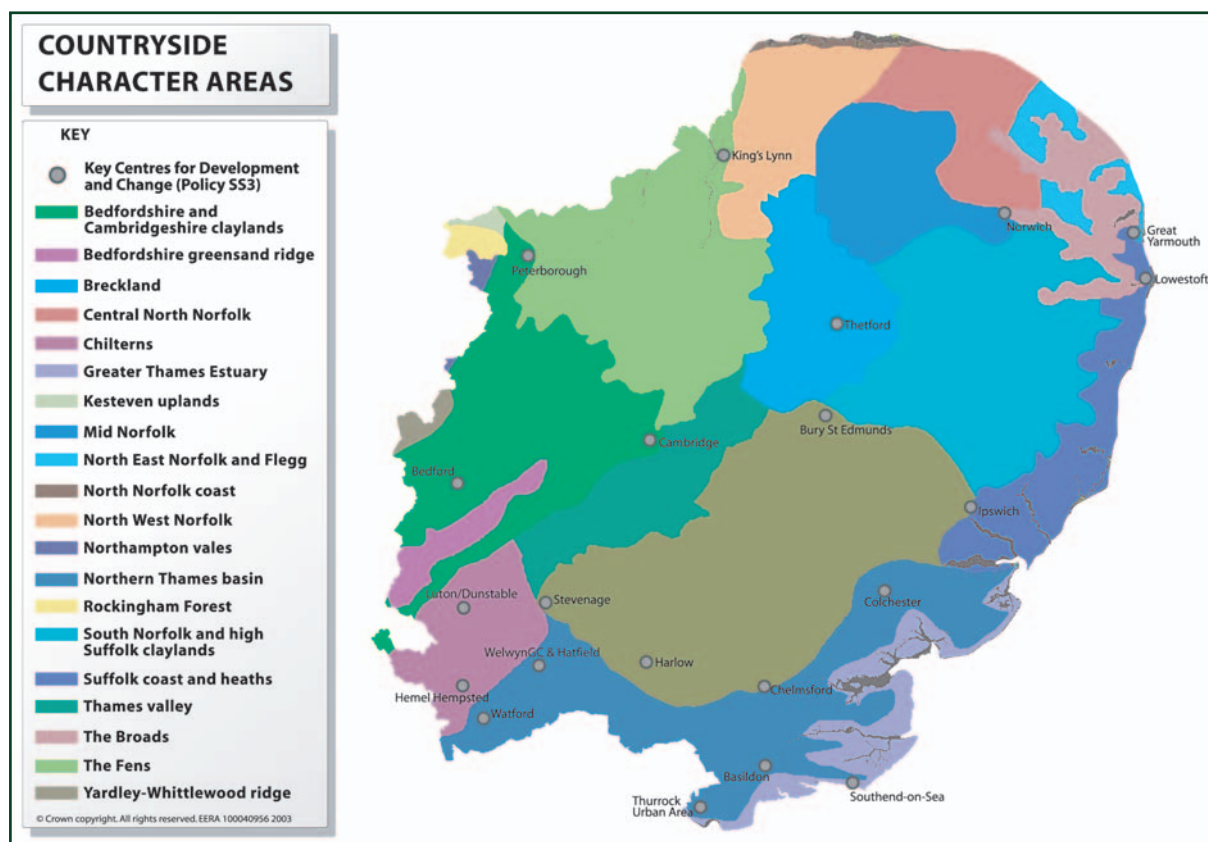 COUNTRYSIDE
CHARACTER AREAS
KEY
Key Centres for Development
and Change (Policy SS3)
Bedfordshire and
Cambridgeshire claylands
Bedfordshire greensand ridge
Breckland
Central North Norfolk
Chilterns
Greater Thames Estuary
Kesteven uplands
Mid Norfolk
North East Norfolk and Flegg
North Norfolk coast
North West Norfolk
Northampton vales
Northern Thames basin
Rockingham Forest
South Norfolk and high
Suffolk claylands
Suffolk coast and heaths
Thames valley
The Broads
The Fens
Yardley-Whittlewood ridge
© Crown copyright. All rights reserved. EERA 100040956 2003
King's Lynn
Norwich
Great
Yarmouth
Peterborough
Lowestoft
Thetford
Bury St Edmunds
Cambridge
Bedford
Ipswich
Luton/Dunstable
Stevenage
Colchester
WelwynGC & Hatfield
Harlow
Hemel Hempsted
Chelmsford
Watford
Basildon
Southend-on-Sea
Thurrock
Urban Area